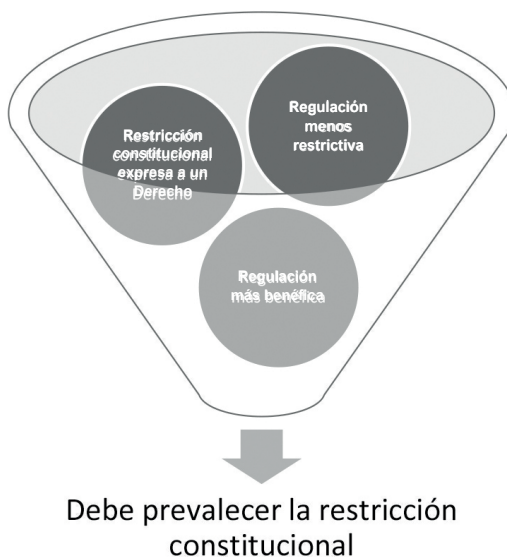 Restricción
constitucional
expresa a un
Derecho
Regulación
menos
restrictiva
Regulación
más benéfica
Debe prevalecer la restricción
constitucional